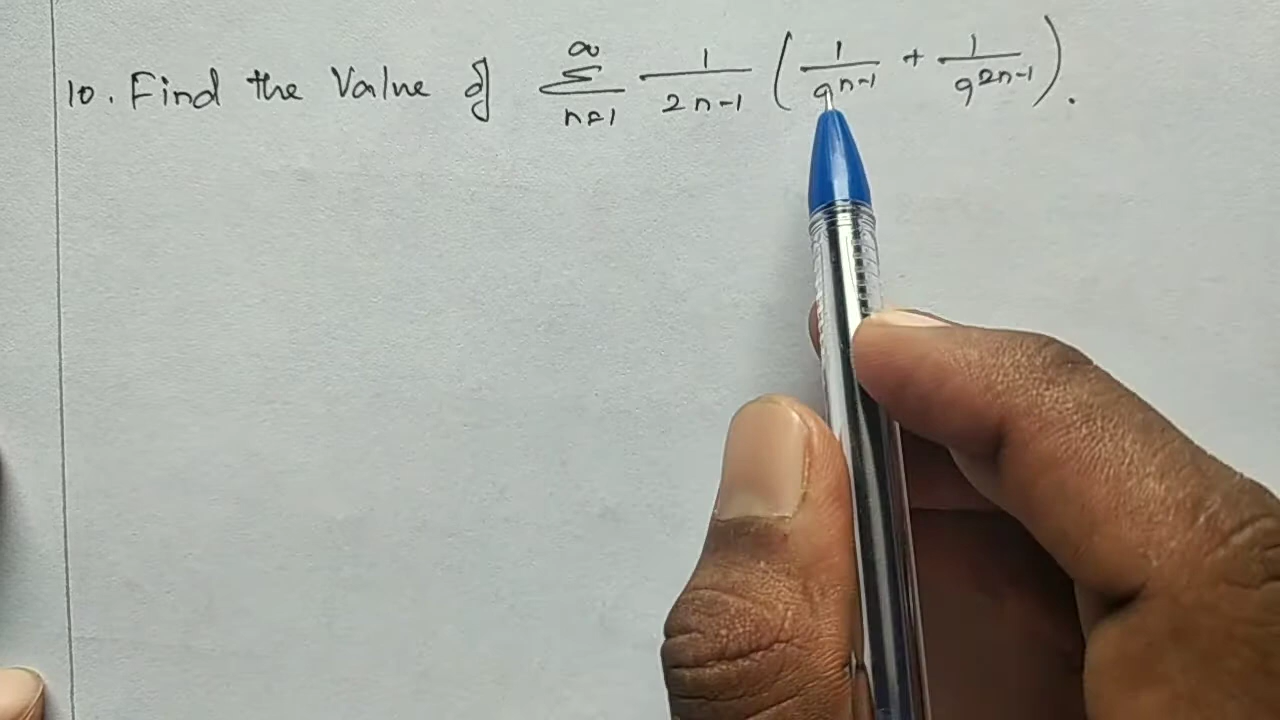 10. Find the Value of ∞∑n=1 1/(2n-1) (1/9^(n-1) + 1/9^(2n-1)).